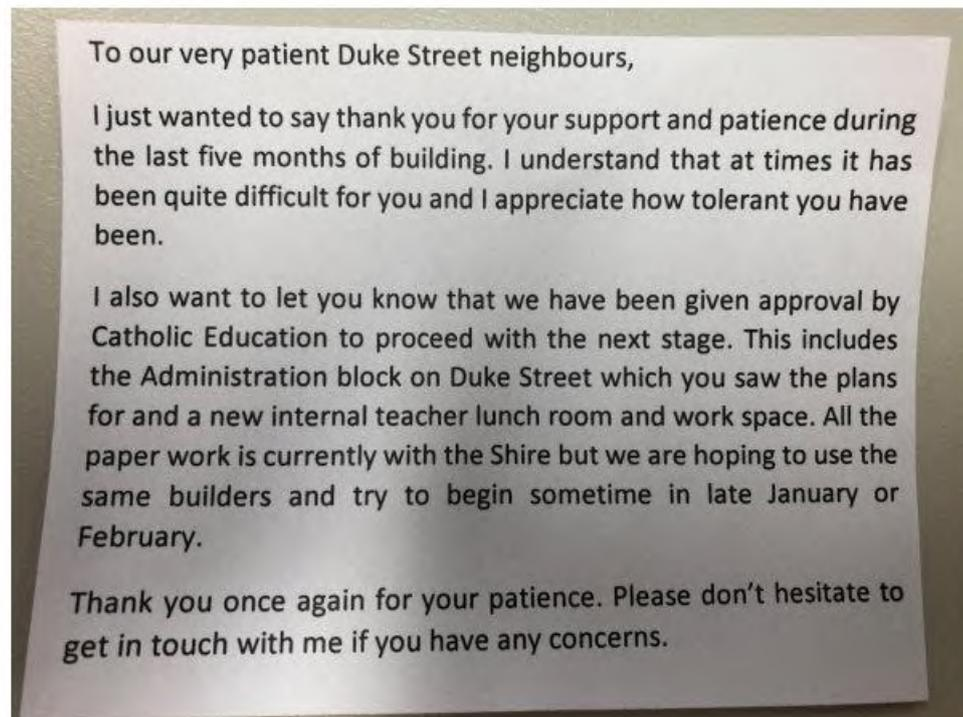 To our very patient Duke Street neighbours,
I just wanted to say thank you for your support and patience during
the last five months of building. I understand that at times it has
been quite difficult for you and I appreciate how tolerant you have
been.
I also want to let you know that we have been given approval by
Catholic Education to proceed with the next stage. This includes
the Administration block on Duke Street which you saw the plans
for and a new internal teacher lunch room and work space. All the
paper work is currently with the Shire but we are hoping to use the
same builders and try to begin sometime in late January or
February.
Thank you once again for your patience. Please don't hesitate to
get in touch with me if you have any concerns.